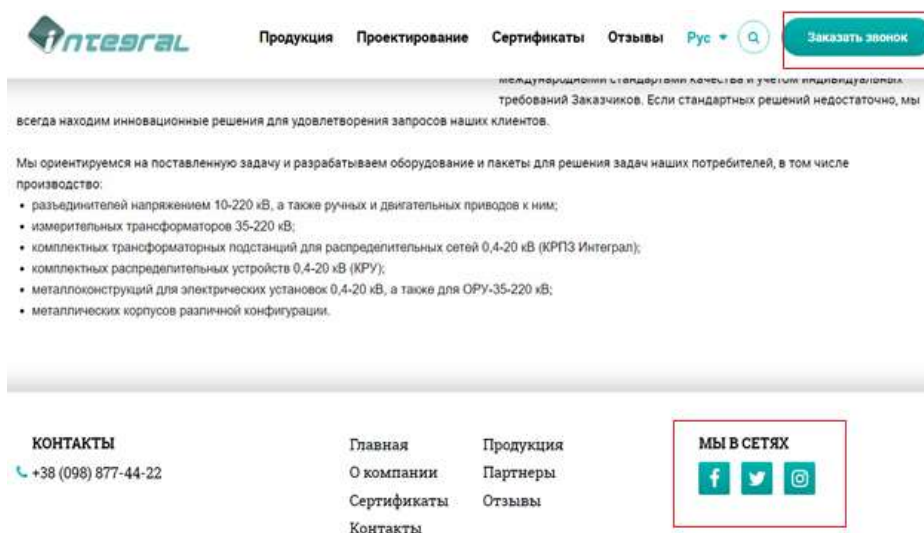 integral
Продукция Проектирование Сертификаты Отзывы Рус Заказать звонок
международными стандартами качества и учетом индивидуальных
требований Заказчиков. Если стандартных решений недостаточно, мы
всегда находим инновационные решения для удовлетворения запросов наших клиентов.
Мы ориентируемся на поставленную задачу и разрабатываем оборудование и пакеты для решения задач наших потребителей, в том числе
производство:
• разъединителей напряжением 10-220 кВ, а также ручных и двигательных приводов к ним;
• измерительных трансформаторов 35-220 кВ;
• комплектных трансформаторных подстанций для распределительных сетей 0,4-20 кВ (КРПЗ Интеграл);
• комплектных распределительных устройств 0,4-20 кВ (КРУ);
• металлоконструкций для электрических установок 0,4-20 кВ, а также для ОРУ-35-220 кВ;
• металлических корпусов различной конфигурации.
КОНТАКТЫ
+38 (098) 877-44-22
Главная
О компании
Сертификаты
Контакты
Продукция
Партнеры
Отзывы
МЫ В СЕТЯХ